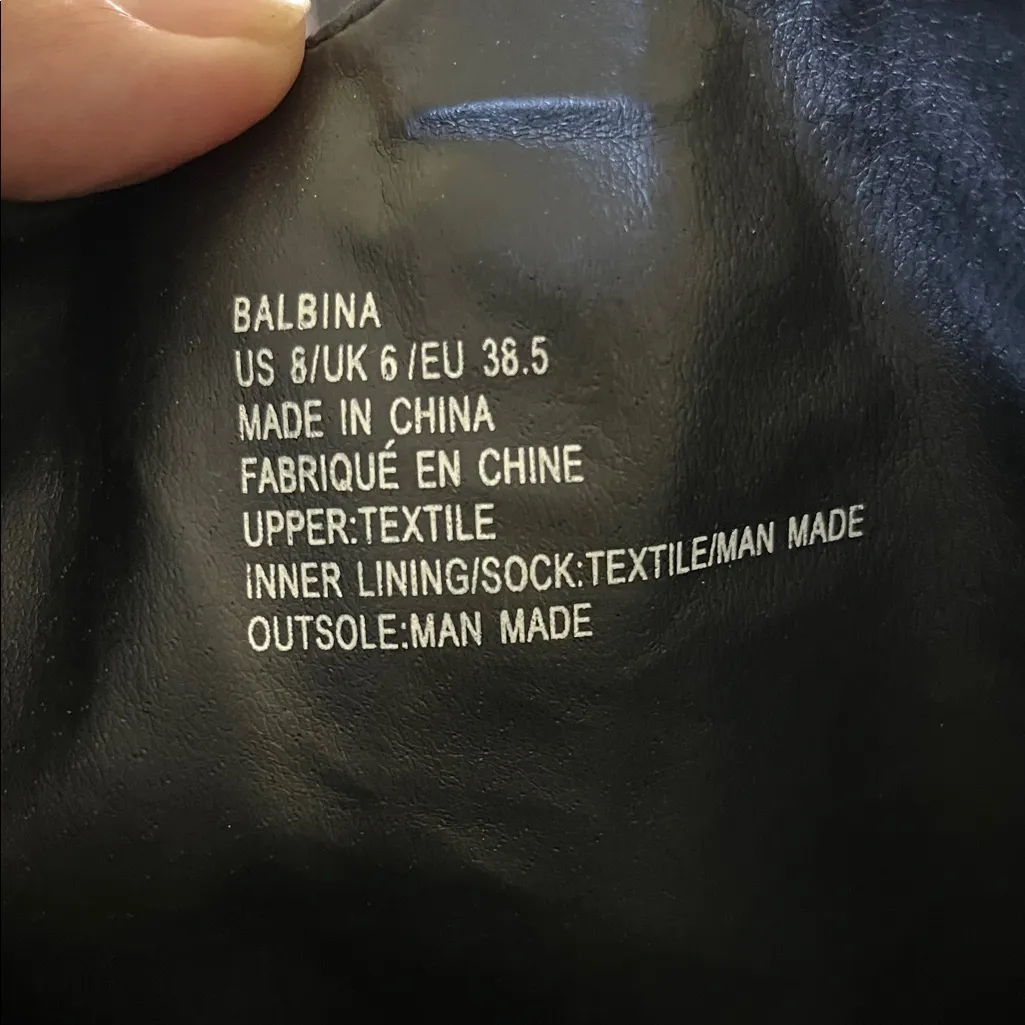 BALBINA
US 8/UK 6 /EU 38.5
MADE IN CHINA
FABRIQUÉ EN CHINE
UPPER:TEXTILE
INNER LINING/SOCK:TEXTILE/MAN MADE
OUTSOLE:MAN MADE